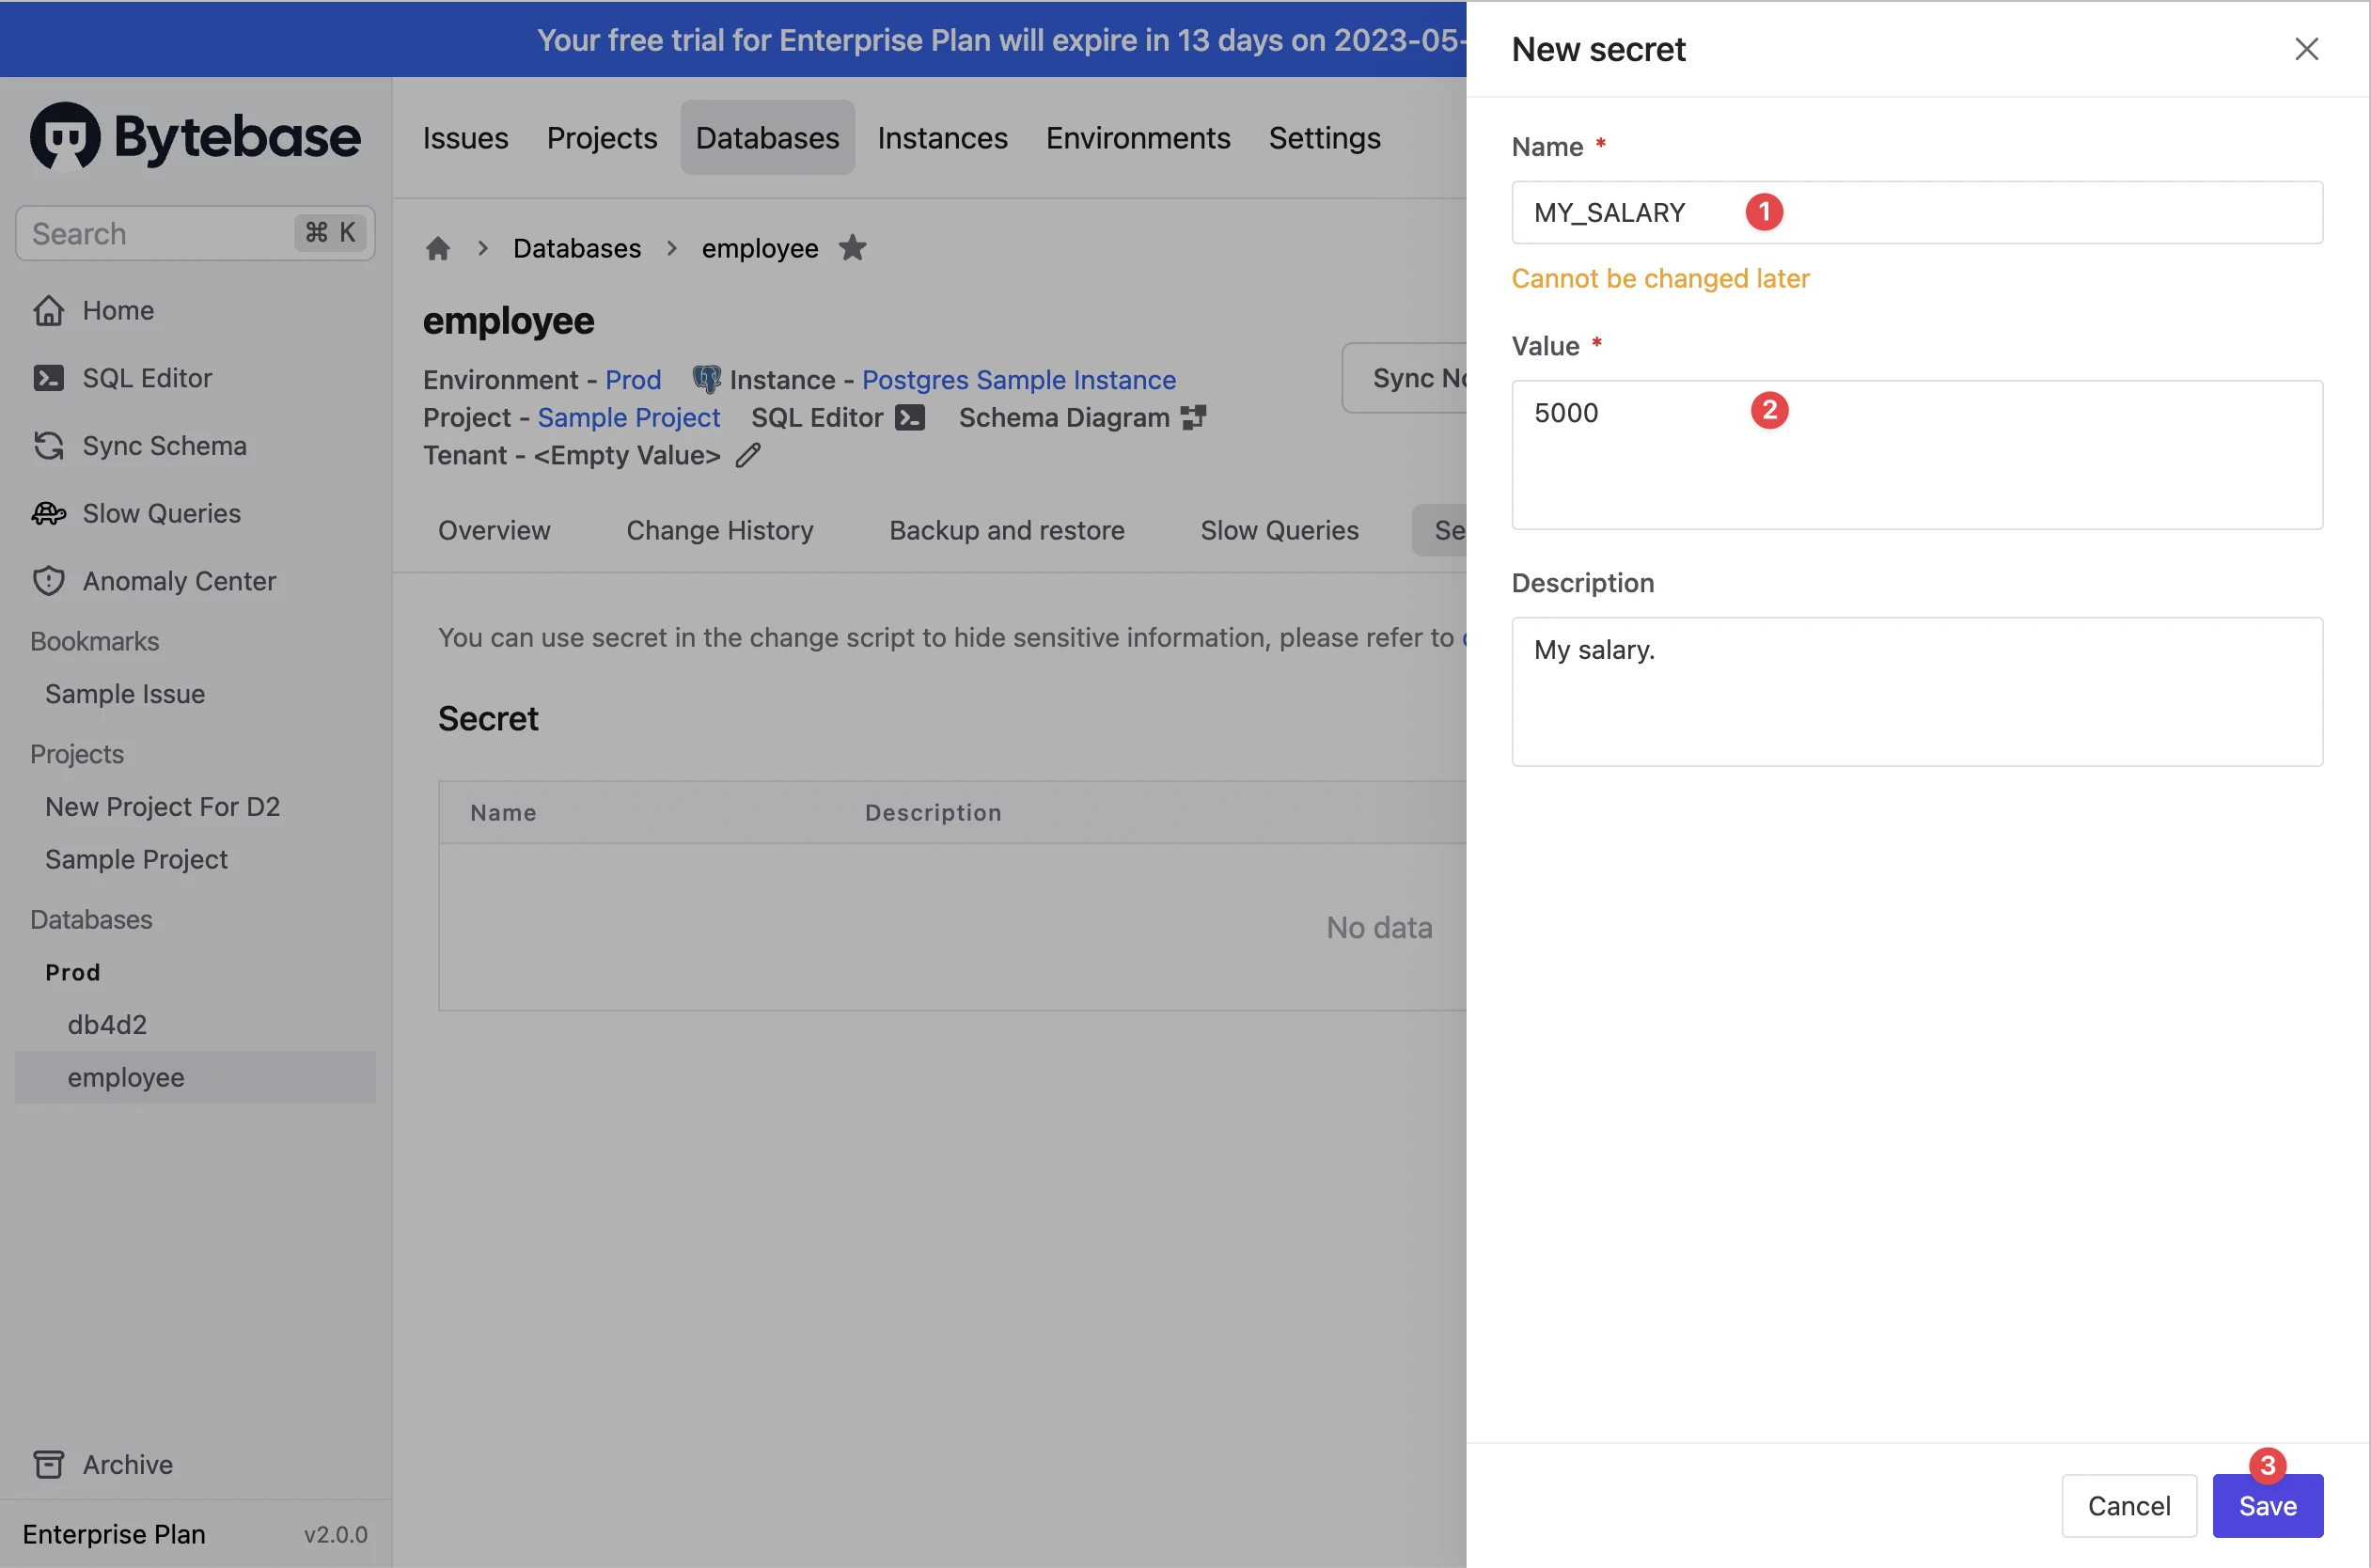 Your free trial for Enterprise Plan will expire in 13 days on 2023-05-
Bytebase
Search ⌘ K
Home
SQL Editor
Sync Schema
Slow Queries
Anomaly Center
Bookmarks
Sample Issue
Projects
New Project For D2
Sample Project
Databases
Prod
db4d2
employee
Archive
Enterprise Plan v2.0.0
Issues Projects Databases Instances Environments Settings
Databases > employee
employee
Environment - Prod Instance - Postgres Sample Instance
Project - Sample Project SQL Editor Schema Diagram
Tenant - <Empty Value>
Sync
Overview Change History Backup and restore Slow Queries
You can use secret in the change script to hide sensitive information, please refer to
Secret
Name Description
No data
New secret
Name *
MY_SALARY 1
Cannot be changed later
Value *
5000 2
Description
My salary.
3
Cancel Save